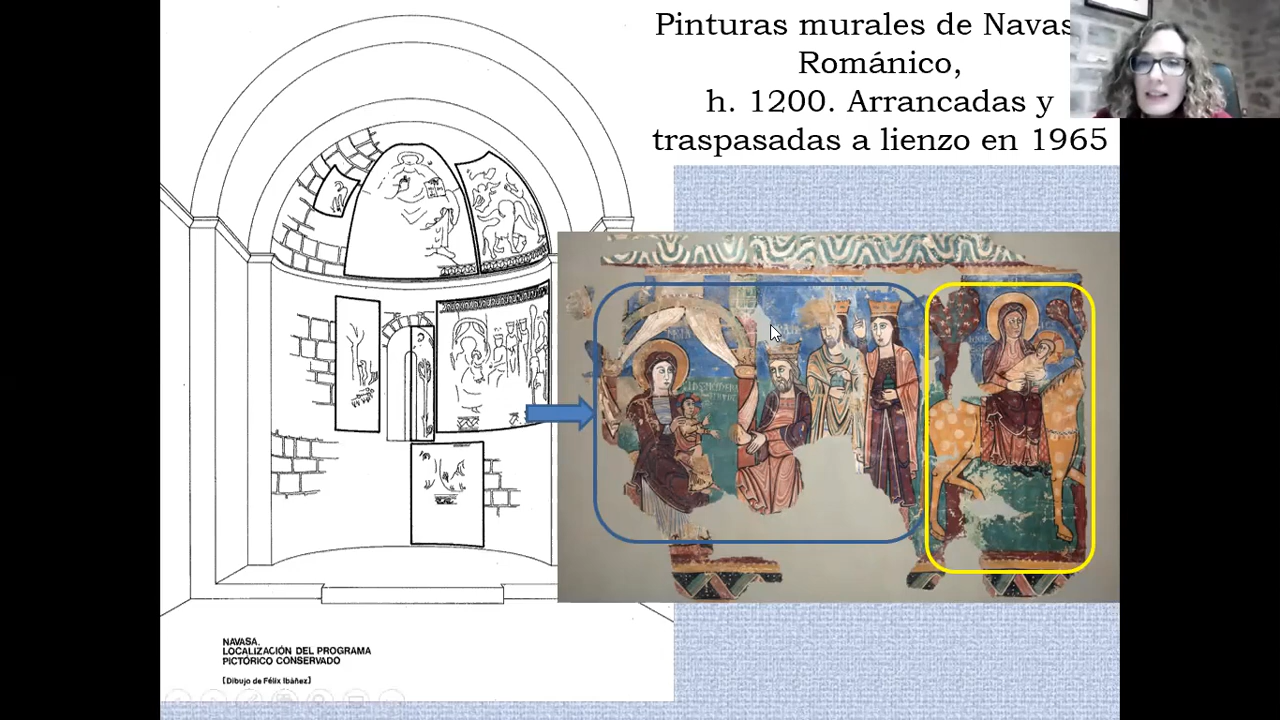 Pinturas murales de Navas
Románico,
h. 1200. Arrancadas y
traspasadas a lienzo en 1965
NAVASA.
LOCALIZACIÓN DEL PROGRAMA
PICTÓRICO CONSERVADO
[Dibujo de Félix Ibáñez]